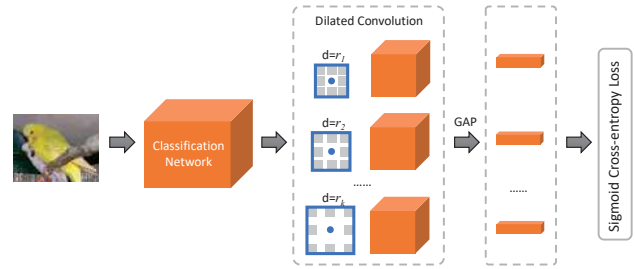 Dilated Convolution
d=r₁
d=r₂
......
d=rₖ
Classification
Network
GAP
......
Sigmoid Cross-entropy Loss